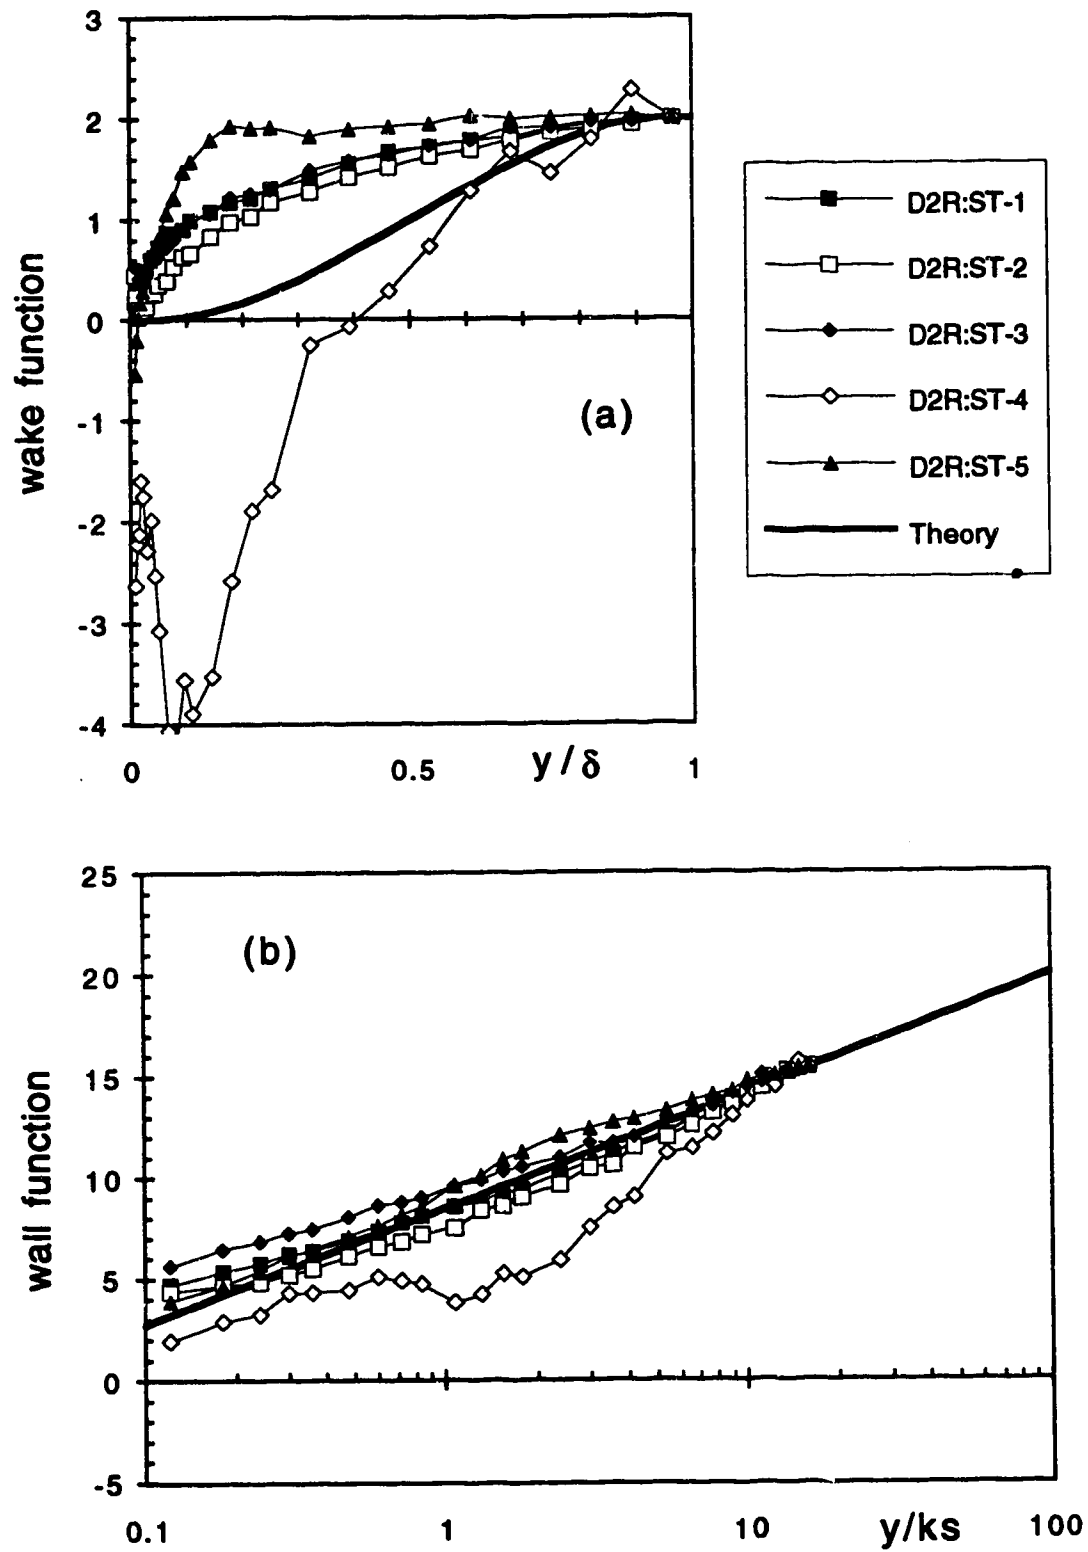 3
2
1
0
-1
-2
-3
-4
wake function
(a)
0
0.5
y/δ
1
D2R:ST-1
D2R:ST-2
D2R:ST-3
D2R:ST-4
D2R:ST-5
Theory
25
20
15
10
5
0
-5
wall function
(b)
0.1
1
10
y/ks
100